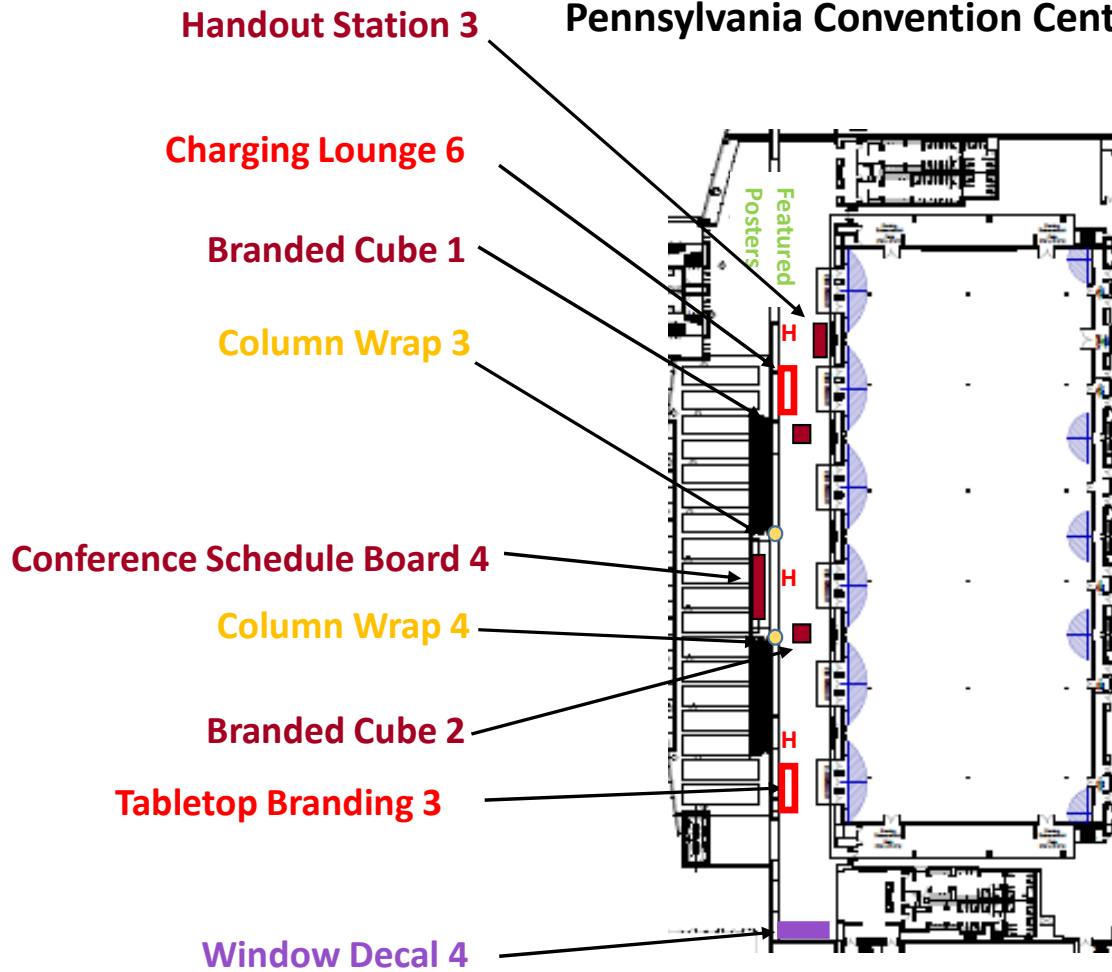 Pennsylvania Convention Cent
Handout Station 3
Charging Lounge 6
Featured
Posters
Branded Cube 1
H
Column Wrap 3
Conference Schedule Board 4
H
Column Wrap 4
Branded Cube 2
H
Tabletop Branding 3
Window Decal 4